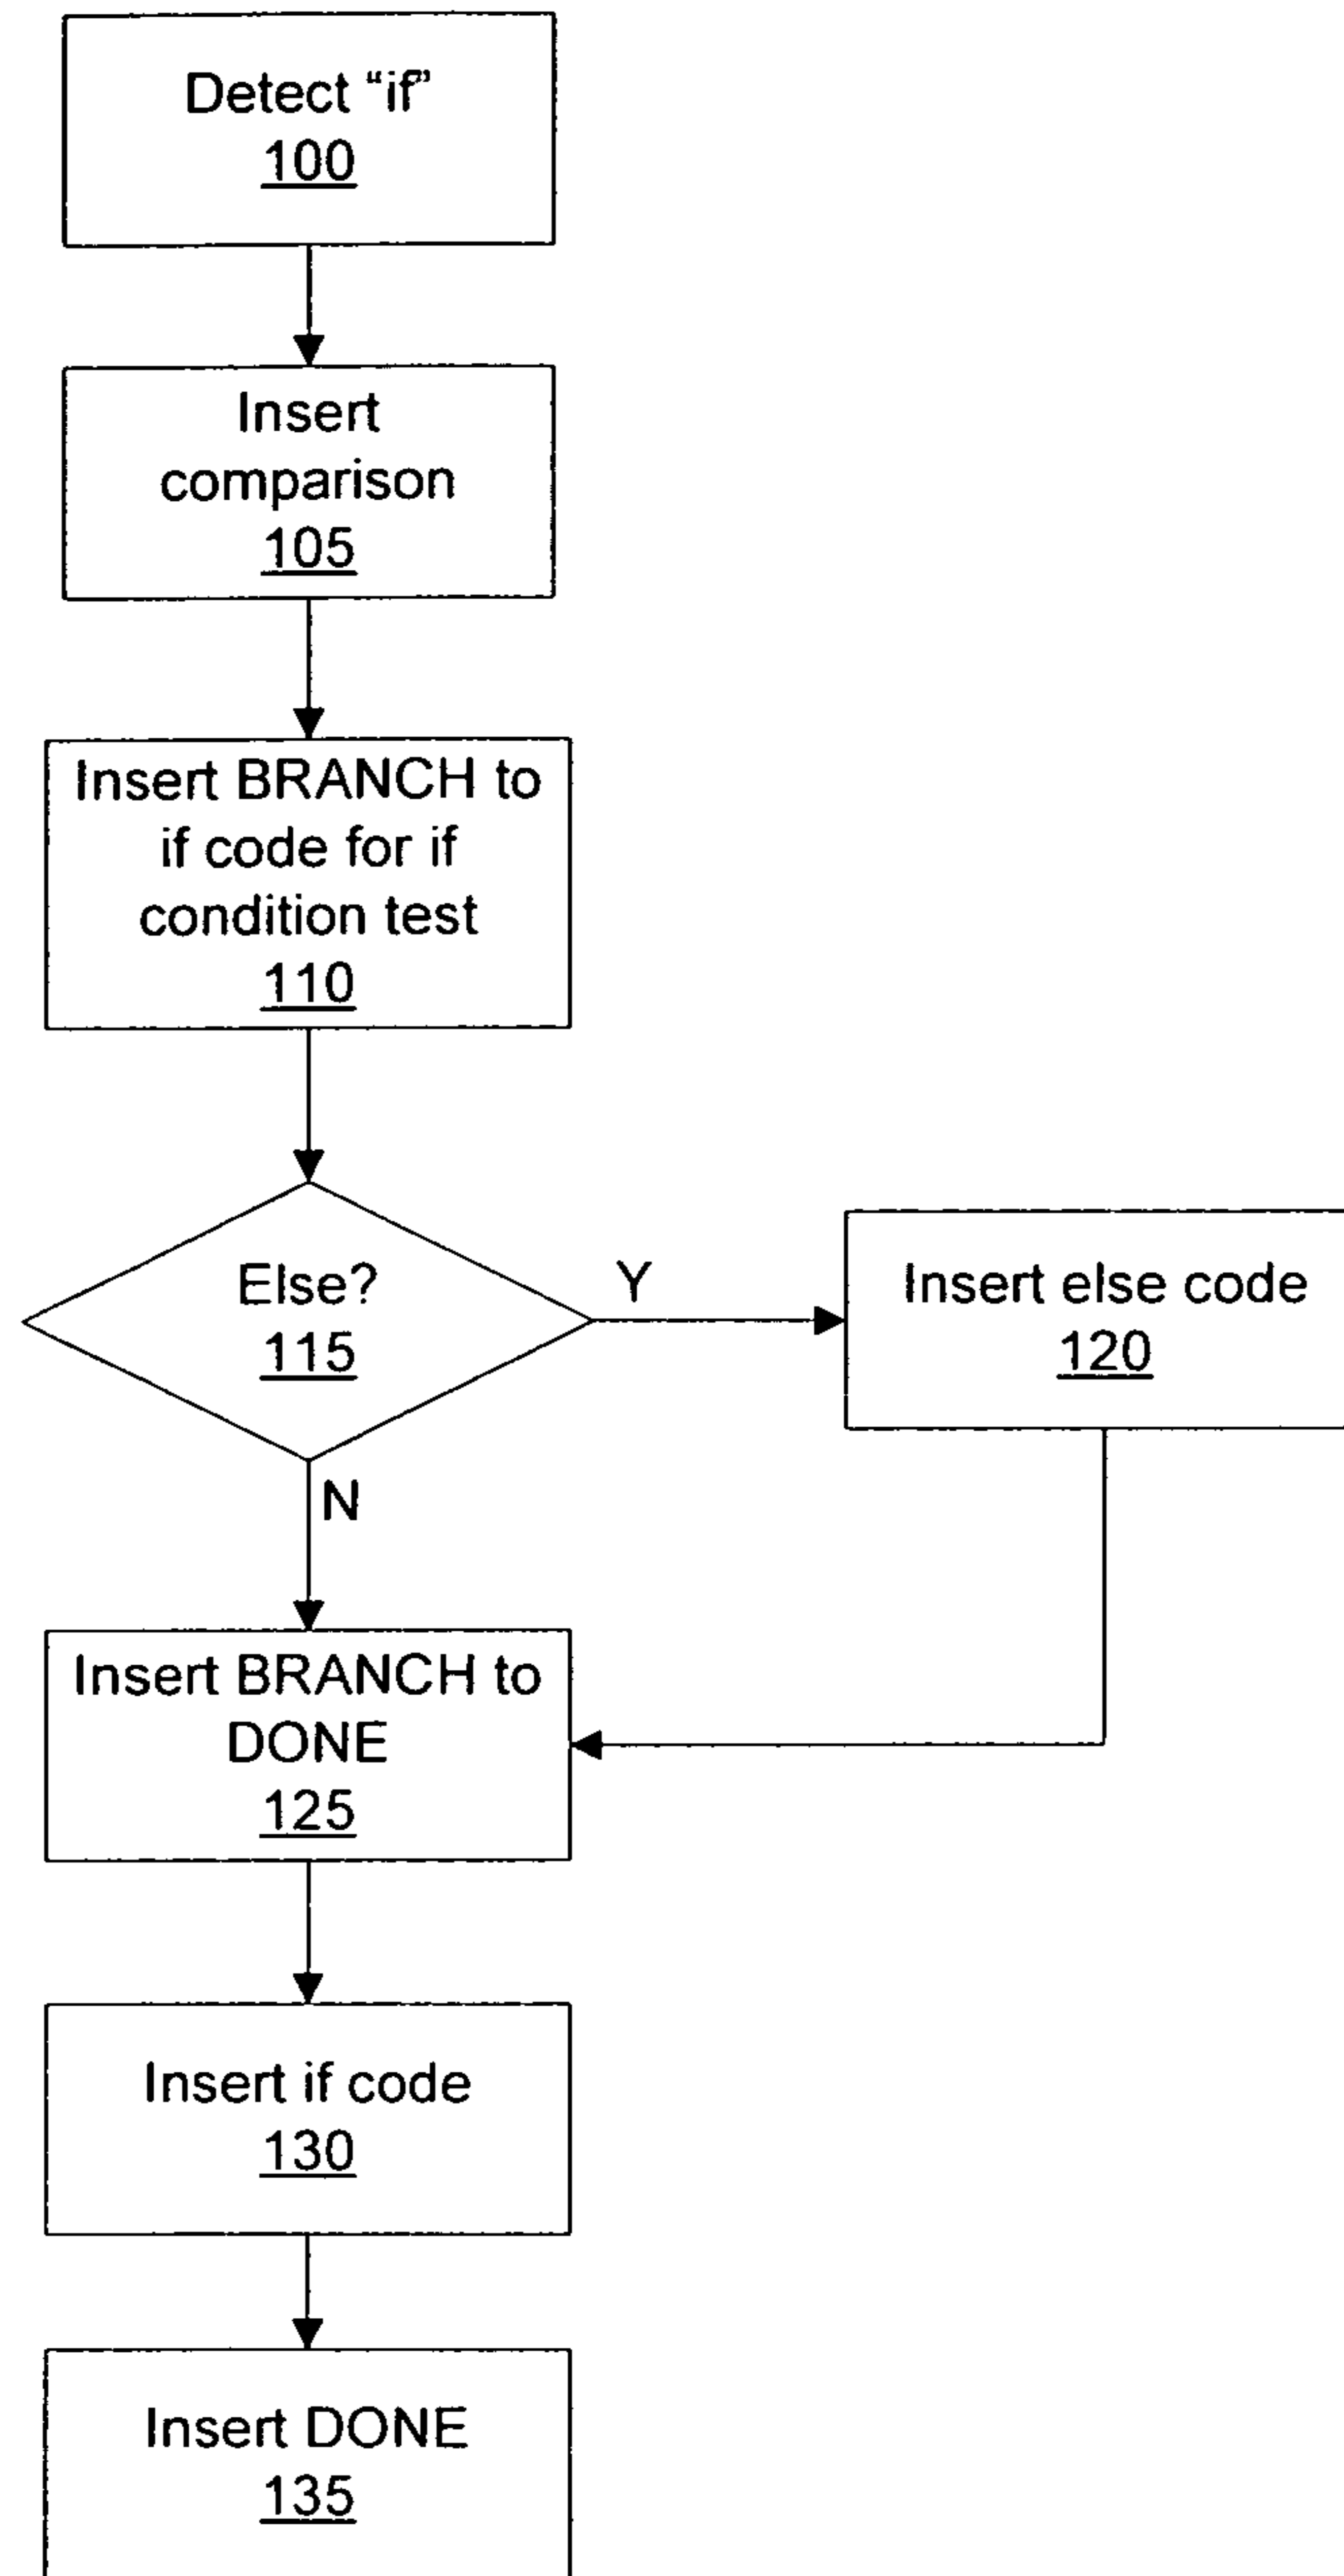 Detect “if”
100
Insert
comparison
105
Insert BRANCH to
if code for if
condition test
110
Else?
115
Y
Insert else code
120
N
Insert BRANCH to
DONE
125
Insert if code
130
Insert DONE
135